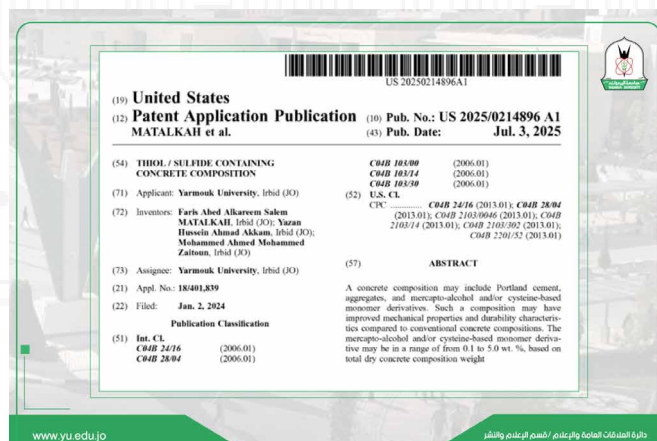 US 20250214896A1
(19) United States
(12) Patent Application Publication
MATALKAH et al.
(10) Pub. No.: US 2025/0214896 A1
(43) Pub. Date: Jul. 3, 2025
(54) THIOL / SULFIDE CONTAINING
CONCRETE COMPOSITION
(71) Applicant: Yarmouk University, Irbid (JO)
(72) Inventors: Faris Abed Alkareem Salem
MATALKAH, Irbid (JO); Yazan
Hussein Ahmad Akkam, Irbid (JO);
Mohammed Ahmed Mohammed
Zaitoun, Irbid (JO)
(73) Assignee: Yarmouk University, Irbid (JO)
(21) Appl. No.: 18/401,839
(22) Filed: Jan. 2, 2024
Publication Classification
(51) Int. Cl.
C04B 24/16 (2006.01)
C04B 28/04 (2006.01)
C04B 103/00 (2006.01)
C04B 103/14 (2006.01)
C04B 103/30 (2006.01)
(52) U.S. Cl.
CPC .............. C04B 24/16 (2013.01); C04B 28/04
(2013.01); C04B 2103/0046 (2013.01); C04B
2103/14 (2013.01); C04B 2103/302 (2013.01);
C04B 2201/52 (2013.01)
(57) ABSTRACT
A concrete composition may include Portland cement,
aggregates, and mercapto-alcohol and/or cysteine-based
monomer derivatives. Such a composition may have
improved mechanical properties and durability characteris-
tics compared to conventional concrete compositions. The
mercapto-alcohol and/or cysteine-based monomer deriva-
tive may be in a range of from 0.1 to 5.0 wt. %, based on
total dry concrete composition weight
www.yu.edu.jo
دائرة العلاقات العامة والإعلام / قسم الإعلام والنشر